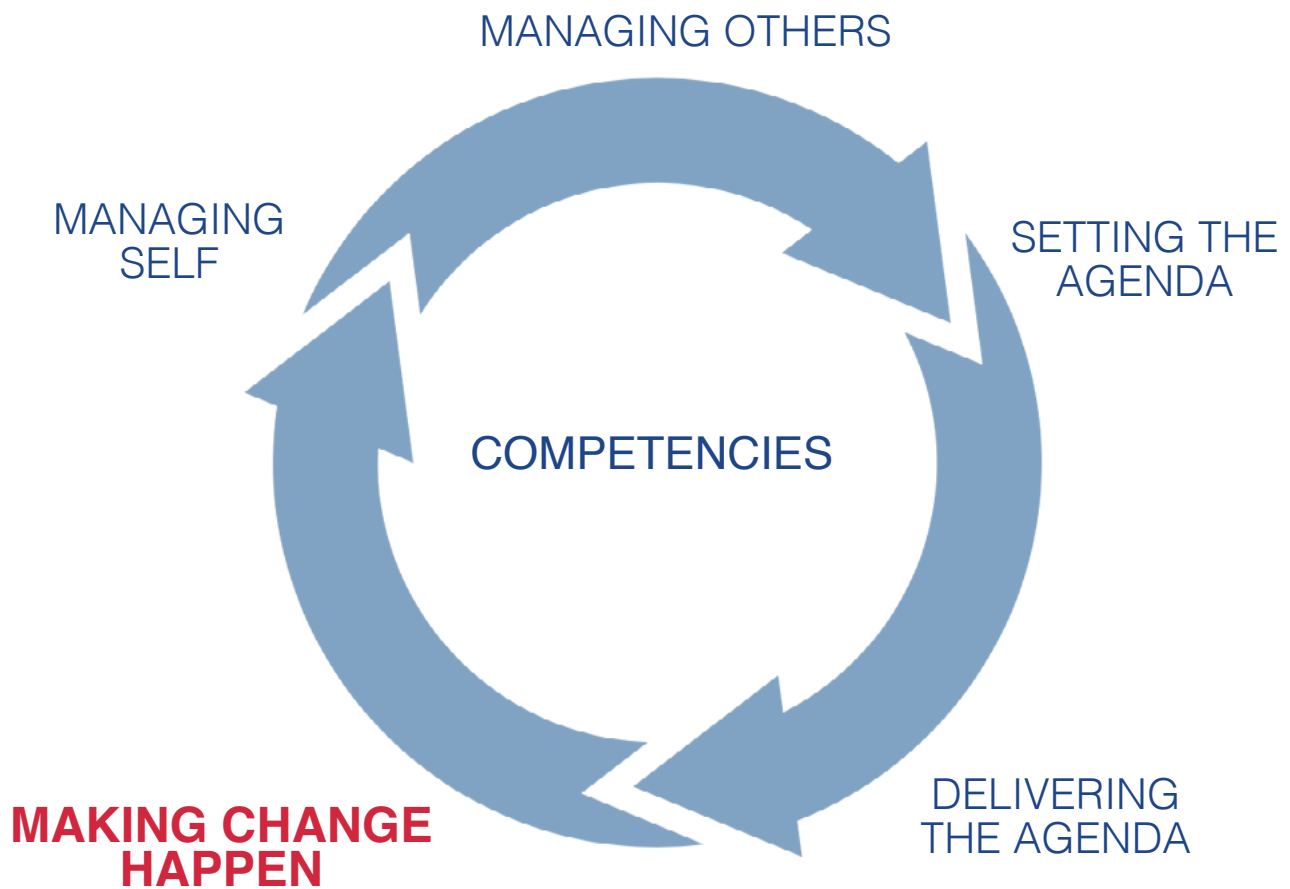 MANAGING OTHERS
MANAGING
SELF
SETTING THE
AGENDA
COMPETENCIES
DELIVERING
THE AGENDA
MAKING CHANGE
HAPPEN